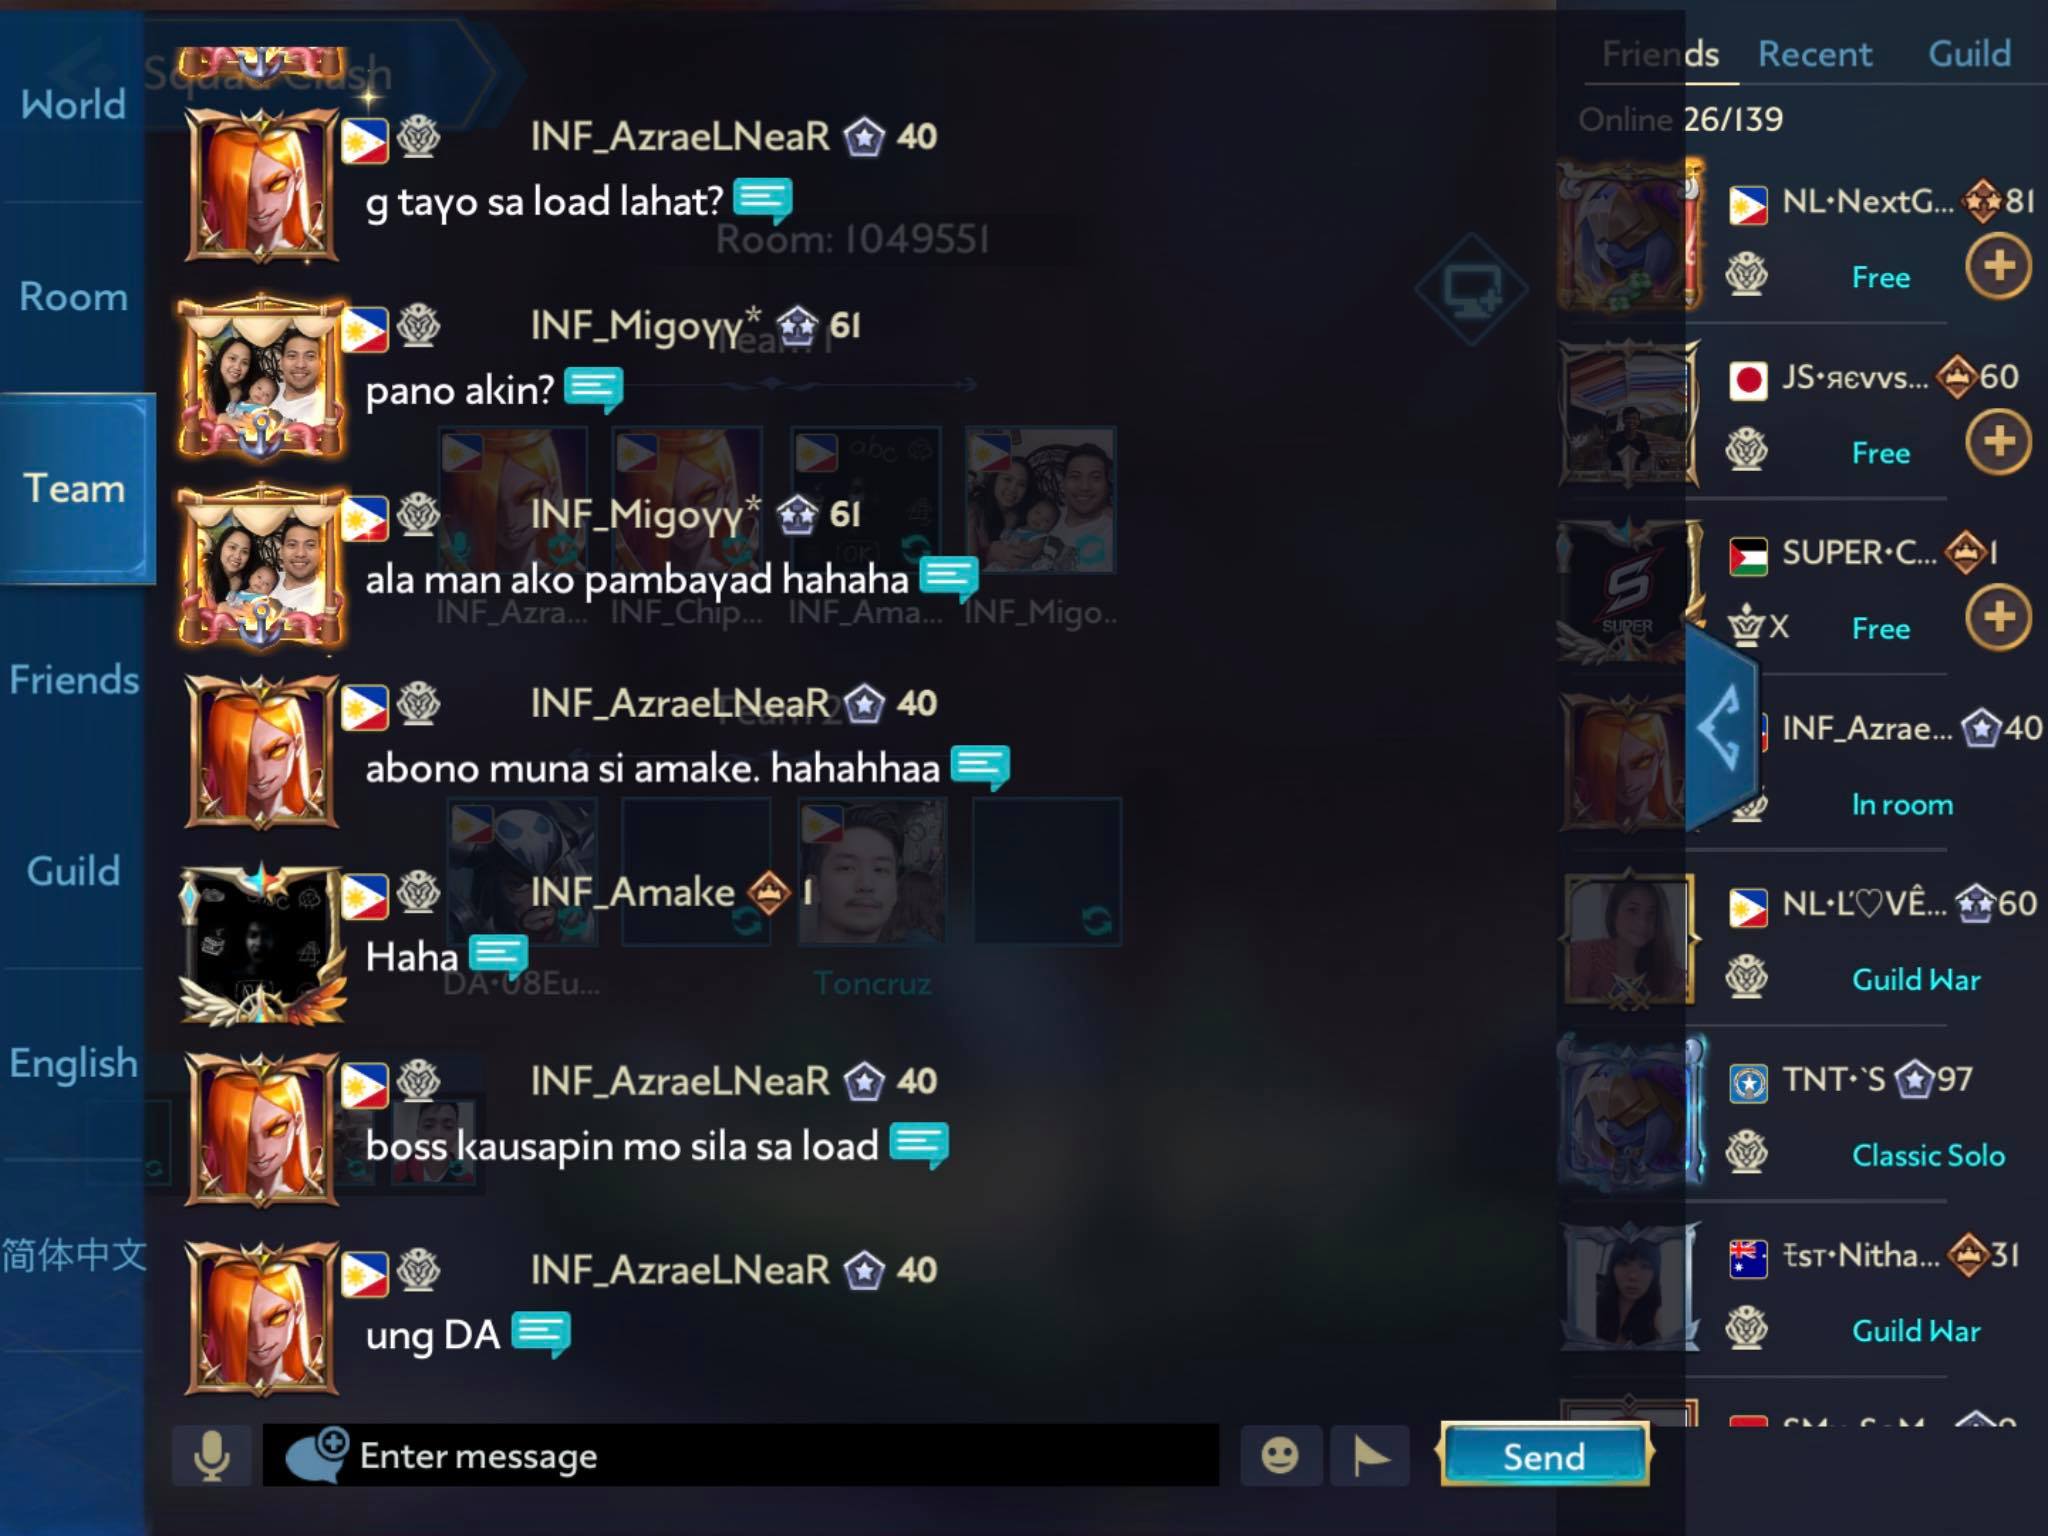 Squad Clash
World
Room
Team
Friends
Guild
English
简体中文
INF_AzraeLNeaR 40
g tayo sa load lahat?
Room: 1049551
INF_Migoyy* 61
pano akin?
Team 1
INF_Migoyy* 61
ala man ako pambayad hahaha
INF_Azra... INF_Chip... INF_Ama... INF_Migo..
INF_AzraeLNeaR 40
Team 2
abono muna si amake. hahahhaa
INF_Amake 1
Haha
DA•08Eu... Toncruz
INF_AzraeLNeaR 40
boss kausapin mo sila sa load
INF_AzraeLNeaR 40
ung DA
Enter message
Send
Friends Recent Guild
Online 26/139
NL•NextG... 81
Free
JS•яєvvs... 60
Free
SUPER•C... 1
SUPER
X Free
INF_Azrae... 40
In room
NL•L'♡VÊ... 60
Guild War
TNT•`S 97
Classic Solo
Nitha... 31
Guild War